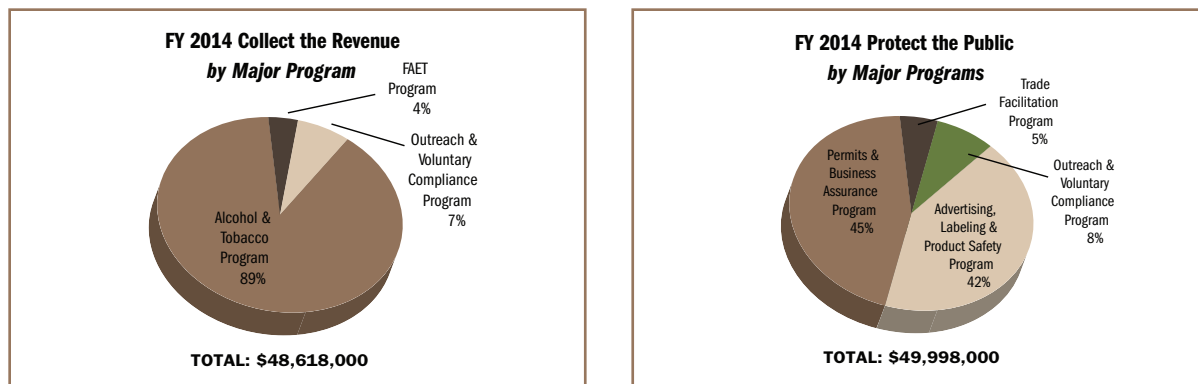 FY 2014 Collect the Revenue
by Major Program
FAET
Program
4%
Outreach &
Voluntary
Compliance
Program
7%
Alcohol &
Tobacco
Program
89%
TOTAL: $48,618,000
FY 2014 Protect the Public
by Major Programs
Trade
Facilitation
Program
5%
Outreach &
Voluntary
Compliance
Program
8%
Permits &
Business
Assurance
Program
45%
Advertising,
Labeling &
Product Safety
Program
42%
TOTAL: $49,998,000